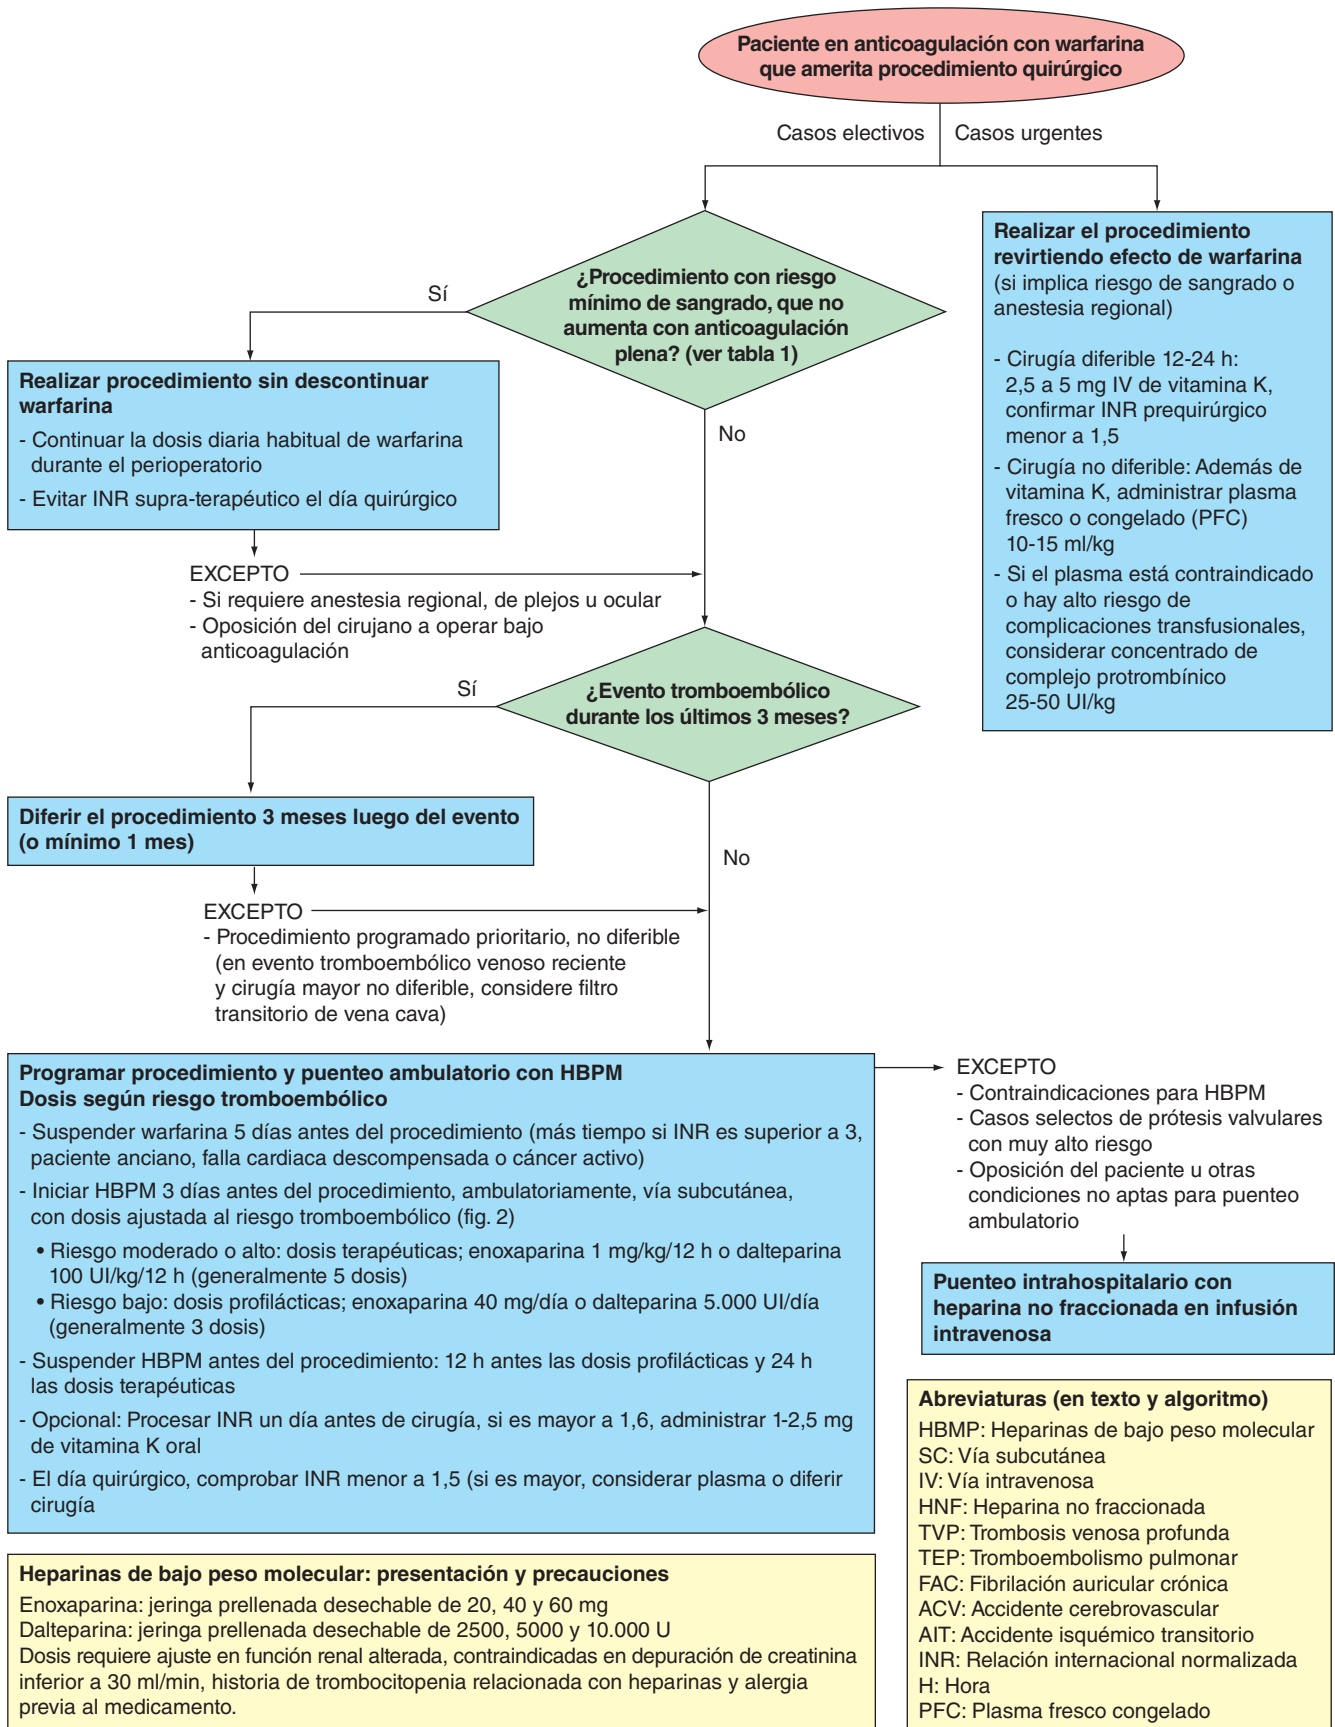 Paciente en anticoagulación con warfarina
que amerita procedimiento quirúrgico
Casos electivos
Casos urgentes
¿Procedimiento con riesgo
mínimo de sangrado, que no
aumenta con anticoagulación
plena? (ver tabla 1)
Sí
No
Realizar el procedimiento
revirtiendo efecto de warfarina
(si implica riesgo de sangrado o
anestesia regional)
- Cirugía diferible 12-24 h:
2,5 a 5 mg IV de vitamina K,
confirmar INR prequirúrgico
menor a 1,5
- Cirugía no diferible: Además de
vitamina K, administrar plasma
fresco o congelado (PFC)
10-15 ml/kg
- Si el plasma está contraindicado
o hay alto riesgo de
complicaciones transfusionales,
considerar concentrado de
complejo protrombínico
25-50 UI/kg
Realizar procedimiento sin descontinuar
warfarina
- Continuar la dosis diaria habitual de warfarina
durante el perioperatorio
- Evitar INR supra-terapéutico el día quirúrgico
EXCEPTO
- Si requiere anestesia regional, de plejos u ocular
- Oposición del cirujano a operar bajo
anticoagulación
¿Evento tromboembólico
durante los últimos 3 meses?
Sí
No
Diferir el procedimiento 3 meses luego del evento
(o mínimo 1 mes)
EXCEPTO
- Procedimiento programado prioritario, no diferible
(en evento tromboembólico venoso reciente
y cirugía mayor no diferible, considere filtro
transitorio de vena cava)
Programar procedimiento y puenteo ambulatorio con HBPM
Dosis según riesgo tromboembólico
- Suspender warfarina 5 días antes del procedimiento (más tiempo si INR es superior a 3,
paciente anciano, falla cardiaca descompensada o cáncer activo)
- Iniciar HBPM 3 días antes del procedimiento, ambulatoriamente, vía subcutánea,
con dosis ajustada al riesgo tromboembólico (fig. 2)
• Riesgo moderado o alto: dosis terapéuticas; enoxaparina 1 mg/kg/12 h o dalteparina
100 UI/kg/12 h (generalmente 5 dosis)
• Riesgo bajo: dosis profilácticas; enoxaparina 40 mg/día o dalteparina 5.000 UI/día
(generalmente 3 dosis)
- Suspender HBPM antes del procedimiento: 12 h antes las dosis profilácticas y 24 h
las dosis terapéuticas
- Opcional: Procesar INR un día antes de cirugía, si es mayor a 1,6, administrar 1-2,5 mg
de vitamina K oral
- El día quirúrgico, comprobar INR menor a 1,5 (si es mayor, considerar plasma o diferir
cirugía
EXCEPTO
- Contraindicaciones para HBPM
- Casos selectos de prótesis valvulares
con muy alto riesgo
- Oposición del paciente u otras
condiciones no aptas para puenteo
ambulatorio
Puenteo intrahospitalario con
heparina no fraccionada en infusión
intravenosa
Heparinas de bajo peso molecular: presentación y precauciones
Enoxaparina: jeringa prellenada desechable de 20, 40 y 60 mg
Dalteparina: jeringa prellenada desechable de 2500, 5000 y 10.000 U
Dosis requiere ajuste en función renal alterada, contraindicadas en depuración de creatinina
inferior a 30 ml/min, historia de trombocitopenia relacionada con heparinas y alergia
previa al medicamento.
Abreviaturas (en texto y algoritmo)
HBMP: Heparinas de bajo peso molecular
SC: Vía subcutánea
IV: Vía intravenosa
HNF: Heparina no fraccionada
TVP: Trombosis venosa profunda
TEP: Tromboembolismo pulmonar
FAC: Fibrilación auricular crónica
ACV: Accidente cerebrovascular
AIT: Accidente isquémico transitorio
INR: Relación internacional normalizada
H: Hora
PFC: Plasma fresco congelado